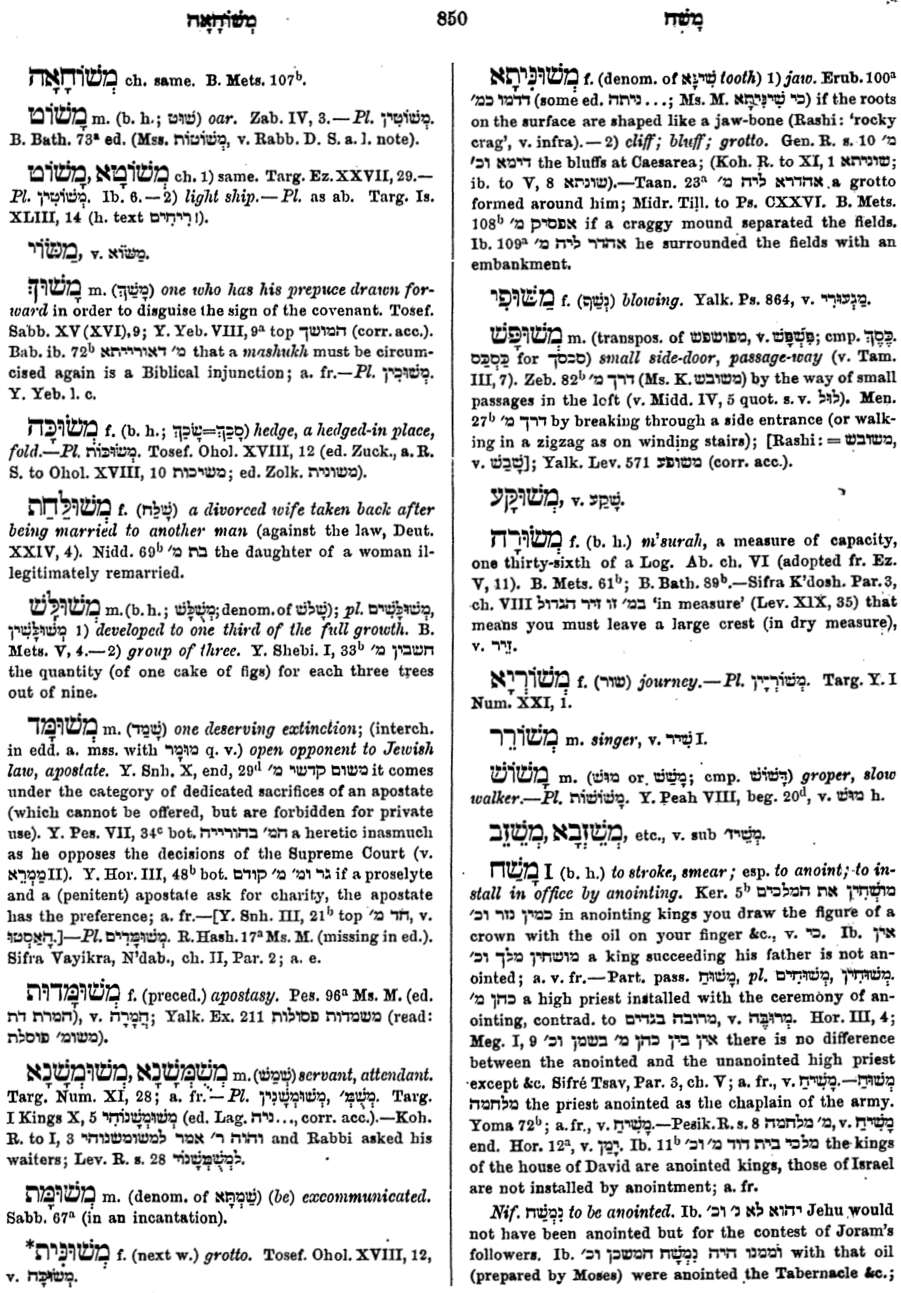 מְשׁוֹחָאָה 850 מָשַׁח
מְשׁוֹחָאָה ch. same. B. Mets. 107ᵇ.
מָשׁוֹט m. (b. h.; שׁוּט) oar. Zab. IV, 3.—Pl. מְשׁוֹטִין.
B. Bath. 73ᵃ ed. (Mss. מְשׁוֹטוֹת, v. Rabb. D. S. a. l. note).
מְשׁוֹטָא, מָשׁוֹט ch. 1) same. Targ. Ez. XXVII, 29.—
Pl. מְשׁוֹטִין. Ib. 6.—2) light ship.—Pl. as ab. Targ. Is.
XLIII, 14 (h. text בריחים!).
מַשּׂוֹי, v. מַשּׂוֹא.
מָשׁוּךְ m. (מָשַׁךְ) one who has his prepuce drawn for-
ward in order to disguise the sign of the covenant. Tosef.
Sabb. XV (XVI), 9; Y. Yeb. VIII, 9ᵃ top המושך (corr. acc.).
Bab. ib. 72ᵇ מ׳ דאורייתא that a mashukh must be circum-
cised again is a Biblical injunction; a. fr.—Pl. מְשׁוּכִין.
Y. Yeb. l. c.
מְשׂוּכָּה f. (b. h.; סָכַךְ=שָׂכַךְ) hedge, a hedged-in place,
fold.—Pl. מְשׂוּכּוֹת. Tosef. Ohol. XVIII, 12 (ed. Zuck., a. R.
S. to Ohol. XVIII, 10 משיכות; ed. Zolk. משונית).
מְשׁוּלַּחַת f. (שָׁלַח) a divorced wife taken back after
being married to another man (against the law, Deut.
XXIV, 4). Nidd. 69ᵇ בת מ׳ the daughter of a woman il-
legitimately remarried.
מְשׁוּלָּשׁ m. (b. h.; מְשֻׁלָּשׁ; denom. of שלש); pl. מְשׁוּלָּשִׁים,
מְשׁוּלָּשִׁין 1) developed to one third of the full growth. B.
Mets. V, 4.—2) group of three. Y. Shebi. I, 33ᵇ חשבון מ׳
the quantity (of one cake of figs) for each three trees
out of nine.
מְשׁוּמָּד m. (שָׁמַד) one deserving extinction; (interch.
in edd. a. mss. with מומר q. v.) open opponent to Jewish
law, apostate. Y. Snh. X, end, 29ᵈ משום קדשי מ׳ it comes
under the category of dedicated sacrifices of an apostate
(which cannot be offered, but are forbidden for private
use). Y. Pes. VII, 34ᶜ bot. המ׳ בהורייה a heretic inasmuch
as he opposes the decisions of the Supreme Court (v.
מַמְרֵא II). Y. Hor. III, 48ᵇ bot. גר ומ׳ מ׳ קודם if a proselyte
and a (penitent) apostate ask for charity, the apostate
has the preference; a. fr.—[Y. Snh. III, 21ᵇ top חד מ׳, v.
הַאסְטוֹ.]—Pl. מְשׁוּמָּדִים. R. Hash. 17ᵃ Ms. M. (missing in ed.).
Sifra Vayikra, N'dab., ch. II, Par. 2; a. e.
מְשׁוּמָּדוּת f. (preced.) apostasy. Pes. 96ᵃ Ms. M. (ed.
המרת דת), v. הֲמָרָה; Yalk. Ex. 211 משמדות פסולות (read:
משומ׳ פוסלת).
מְשׁוּמְשָׁנָא, מְשֻׁמְּשָׁנָא m. (שַׁמֵּשׁ) servant, attendant.
Targ. Num. XI, 28; a. fr.—Pl. מְשׁוּמְשָׁנִין, מְשֻׁמְּ׳. Targ.
I Kings X, 5 מְשׁוּמְשָׁנוֹהִי (ed. Lag. ...נֵיה, corr. acc.).—Koh.
R. to I, 3 והוה ר׳ אמר למשומשנוהי and Rabbi asked his
waiters; Lev. R. s. 28 לִמְשַׁמְּשָׁנוֹי.
מְשׁוּמָּת m. (denom. of שַׁמְתָּא) (be) excommunicated.
Sabb. 67ᵃ (in an incantation).
*מְשׁוּנִּית f. (next w.) grotto. Tosef. Ohol. XVIII, 12,
v. מְשׂוּכָּה.
מְשׁוּנִּיתָא f. (denom. of שִׁינָּא tooth) 1) jaw. Erub. 100ᵃ
דדמו כמ׳ (some ed. ...ניתה; Ms. M. כי שִׁינֵּיתָא) if the roots
on the surface are shaped like a jaw-bone (Rashi: 'rocky
crag', v. infra).—2) cliff; bluff; grotto. Gen. R. s. 10 מ׳
דימא וכ׳ the bluffs at Caesarea; (Koh. R. to XI, 1 שוניתא;
ib. to V, 8 שונתא).—Taan. 23ᵃ אהדרא ליה מ׳ a grotto
formed around him; Midr. Till. to Ps. CXXVI. B. Mets.
108ᵇ אפסיק מ׳ if a craggy mound separated the fields.
Ib. 109ᵃ אהדר ליה מ׳ he surrounded the fields with an
embankment.
מַשּׁוּפֵי f. (נְשַׁף) blowing. Yalk. Ps. 864, v. מַנְעוּרֵי.
מְשׁוּפָּשׁ m. (transpos. of מפושפש, v. פִּשְׁפָּשׁ; cmp. בָּסַךְ,
סַבְכַס for סבסך) small side-door, passage-way (v. Tam.
III, 7). Zeb. 82ᵇ דרך מ׳ (Ms. K. משובש) by the way of small
passages in the loft (v. Midd. IV, 5 quot. s. v. לוּל). Men.
27ᵇ דרך מ׳ by breaking through a side entrance (or walk-
ing in a zigzag as on winding stairs); [Rashi: = משובש,
v. שָׁבַשׁ]; Yalk. Lev. 571 משופע (corr. acc.).
מְשׁוּקָּע, v. שָׁקַע.
מְשׂוּרָה f. (b. h.) m'surah, a measure of capacity,
one thirty-sixth of a Log. Ab. ch. VI (adopted fr. Ez.
V, 11). B. Mets. 61ᵇ; B. Bath. 89ᵇ.—Sifra K'dosh. Par. 3,
ch. VIII במ׳ זו זיר הגדול 'in measure' (Lev. XIX, 35) that
means you must leave a large crest (in dry measure),
v. זֵיר.
מְשׁוֹרְיָא f. (שור) journey.—Pl. מְשׁוֹרְיָין. Targ. Y. I
Num. XXI, 1.
מְשׁוֹרֵר m. singer, v. שָׁיר I.
מָשׁוֹשׁ m. (מוּשׁ or מָשַׁשׁ; cmp. דָּשׁוֹשׁ) groper, slow
walker.—Pl. מָשׁוֹשׁוֹת. Y. Peah VIII, beg. 20ᵈ, v. מוּשׁ h.
מְשֵׁזְבָא, מְשֵׁזֵב, etc., v. sub מְשֵׁיז׳.
מָשַׁח I (b. h.) to stroke, smear; esp. to anoint; to in-
stall in office by anointing. Ker. 5ᵇ מושחין את המלכים
כמין נזר וכ׳ in anointing kings you draw the figure of a
crown with the oil on your finger &c., v. כי. Ib. אין
מושחין מלך וכ׳ a king succeeding his father is not an-
ointed; a. v. fr.—Part. pass. מָשׁוּחַ, pl. מְשׁוּחִים, מְשׁוּחִין.
כהן מ׳ a high priest installed with the ceremony of an-
ointing, contrad. to מרובה בגדים, v. מְרוּבֶּה. Hor. III, 4;
Meg. I, 9 אין בין כהן מ׳ בשמן וכ׳ there is no difference
between the anointed and the unanointed high priest
except &c. Sifré Tsav, Par. 3, ch. V; a. fr., v. מָשִׁיחַ.—מְשׁוּחַ
מלחמה the priest anointed as the chaplain of the army.
Yoma 72ᵇ; a. fr., v. מָשִׁיחַ.—Pesik. R. s. 8 מ׳ מלחמה, v. מָשִׁיחַ
end. Hor. 12ᵃ, v. יָמַן. Ib. 11ᵇ מלכי בית דוד מ׳ וכ׳ the kings
of the house of David are anointed kings, those of Israel
are not installed by anointment; a. fr.
Nif. נִמְשַׁח to be anointed. Ib. יהוא לא נ׳ וכ׳ Jehu would
not have been anointed but for the contest of Joram's
followers. Ib. וממנו היה נִמְשָׁח המשכן וכ׳ with that oil
(prepared by Moses) were anointed the Tabernacle &c.;